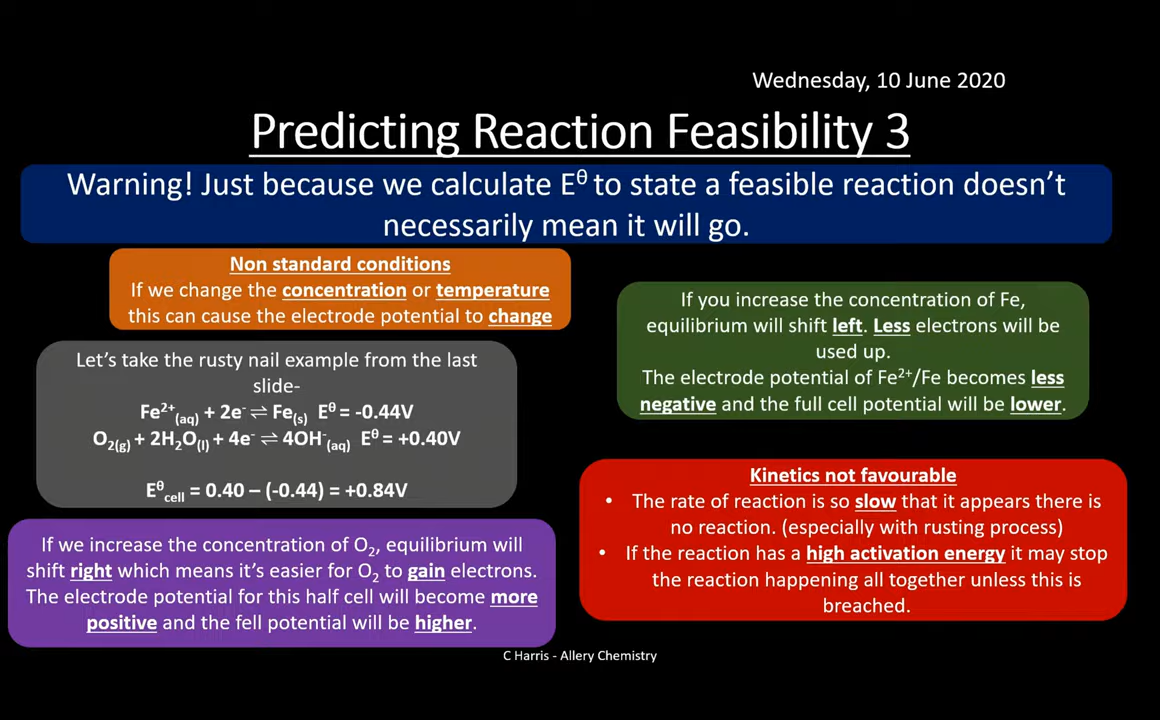 Wednesday, 10 June 2020
Predicting Reaction Feasibility 3
Warning! Just because we calculate Eᶿ to state a feasible reaction doesn’t
necessarily mean it will go.
Non standard conditions
If we change the concentration or temperature
this can cause the electrode potential to change
Let’s take the rusty nail example from the last
slide-
Fe²⁺₍aq₎ + 2e⁻ ⇌ Fe₍s₎ Eᶿ = -0.44V
O₂₍g₎ + 2H₂O₍l₎ + 4e⁻ ⇌ 4OH⁻₍aq₎ Eᶿ = +0.40V
Eᶿcell = 0.40 – (-0.44) = +0.84V
If we increase the concentration of O₂, equilibrium will
shift right which means it’s easier for O₂ to gain electrons.
The electrode potential for this half cell will become more
positive and the fell potential will be higher.
If you increase the concentration of Fe,
equilibrium will shift left. Less electrons will be
used up.
The electrode potential of Fe²⁺/Fe becomes less
negative and the full cell potential will be lower.
Kinetics not favourable
• The rate of reaction is so slow that it appears there is
no reaction. (especially with rusting process)
• If the reaction has a high activation energy it may stop
the reaction happening all together unless this is
breached.
C Harris - Allery Chemistry